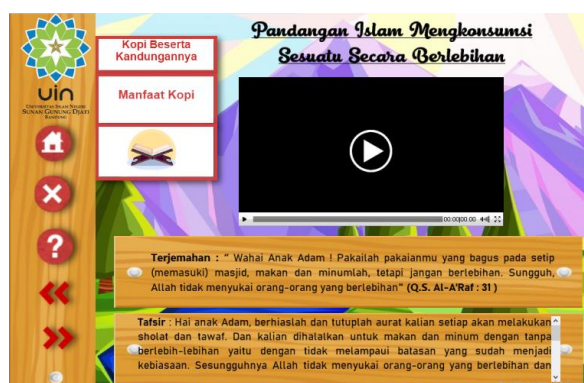 Pandangan Islam Mengkonsumsi
Sesuatu Secara Berlebihan
uin
UNIVERSITAS ISLAM NEGERI
SUNAN GUNUNG DJATI
BANDUNG
Kopi Beserta
Kandungannya
Manfaat Kopi
?
00:00|00:00
Terjemahan : “ Wahai Anak Adam ! Pakailah pakaianmu yang bagus pada setip
(memasuki) masjid, makan dan minumlah, tetapi jangan berlebihan. Sungguh,
Allah tidak menyukai orang-orang yang berlebihan" (Q.S. Al-A'Raf : 31 )
Tafsir : Hai anak Adam, berhiaslah dan tutuplah aurat kalian setiap akan melakukan
sholat dan tawaf. Dan kalian dihalatkan untuk makan dan minum dengan tanpa
berlebih-lebihan yaitu dengan tidak melampaui batasan yang sudah menjadi
kebiasaan. Sesungguhnya Allah tidak menyukai orang-orang yang berlebihan dan